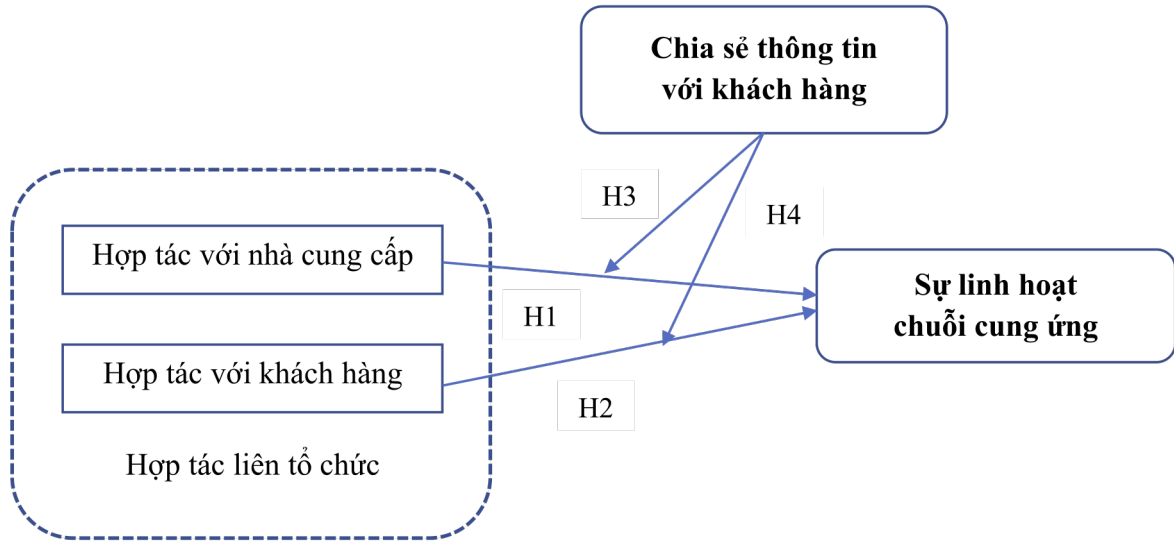 Chia sẻ thông tin
với khách hàng
H3
H4
Hợp tác với nhà cung cấp
Sự linh hoạt
chuỗi cung ứng
H1
Hợp tác với khách hàng
H2
Hợp tác liên tổ chức